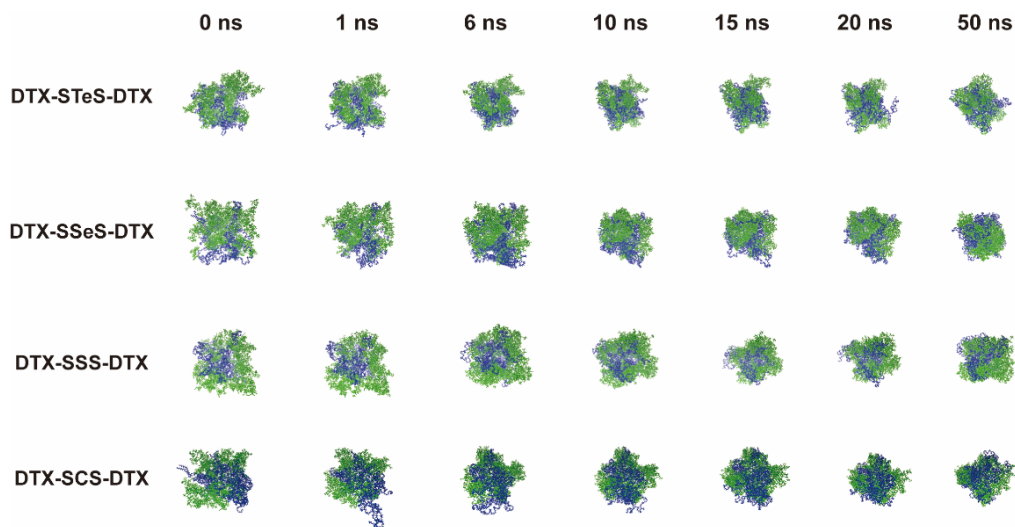 0 ns 1 ns 6 ns 10 ns 15 ns 20 ns 50 ns
DTX-STeS-DTX
DTX-SSeS-DTX
DTX-SSS-DTX
DTX-SCS-DTX